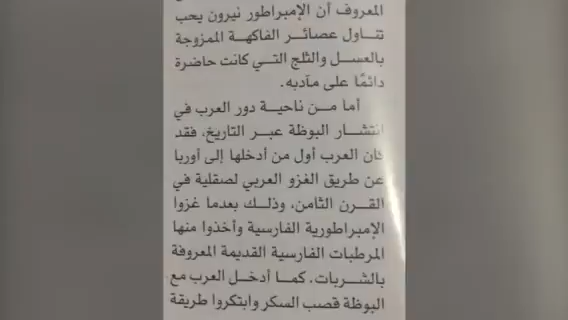 المعروف أن الإمبراطور نيرون يحب
تناول عصائر الفاكهة الممزوجة
بالعسل والثلج التي كانت حاضرة
دائمًا على مآدبه.
أما من ناحية دور العرب في
انتشار البوظة عبر التاريخ، فقد
كان العرب أول من أدخلها إلى أوربا
عن طريق الغزو العربي لصقلية في
القرن الثامن، وذلك بعدما غزوا
الإمبراطورية الفارسية وأخذوا منها
المرطبات الفارسية القديمة المعروفة
بالشربات. كما أدخل العرب مع
البوظة قصب السكر وابتكروا طريقة